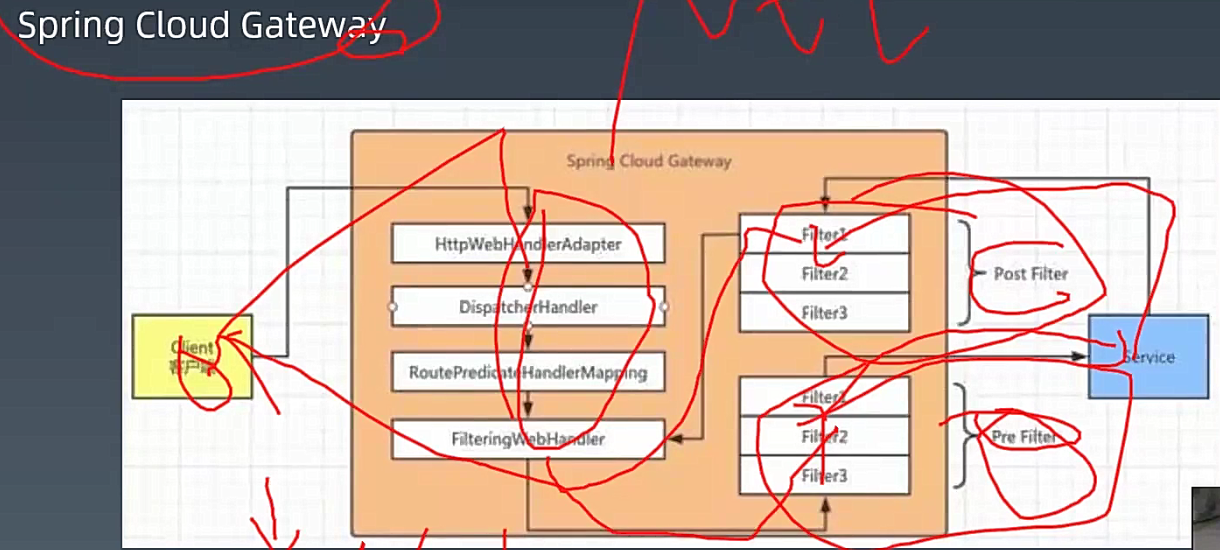 Spring Cloud Gateway
Spring Cloud Gateway
HttpWebHandlerAdapter
DispatcherHandler
RoutePredicateHandlerMapping
FilteringWebHandler
Client
客户端
Filter1
Filter2
Filter3
Post Filter
Service
Filter1
Filter2
Filter3
Pre Filter